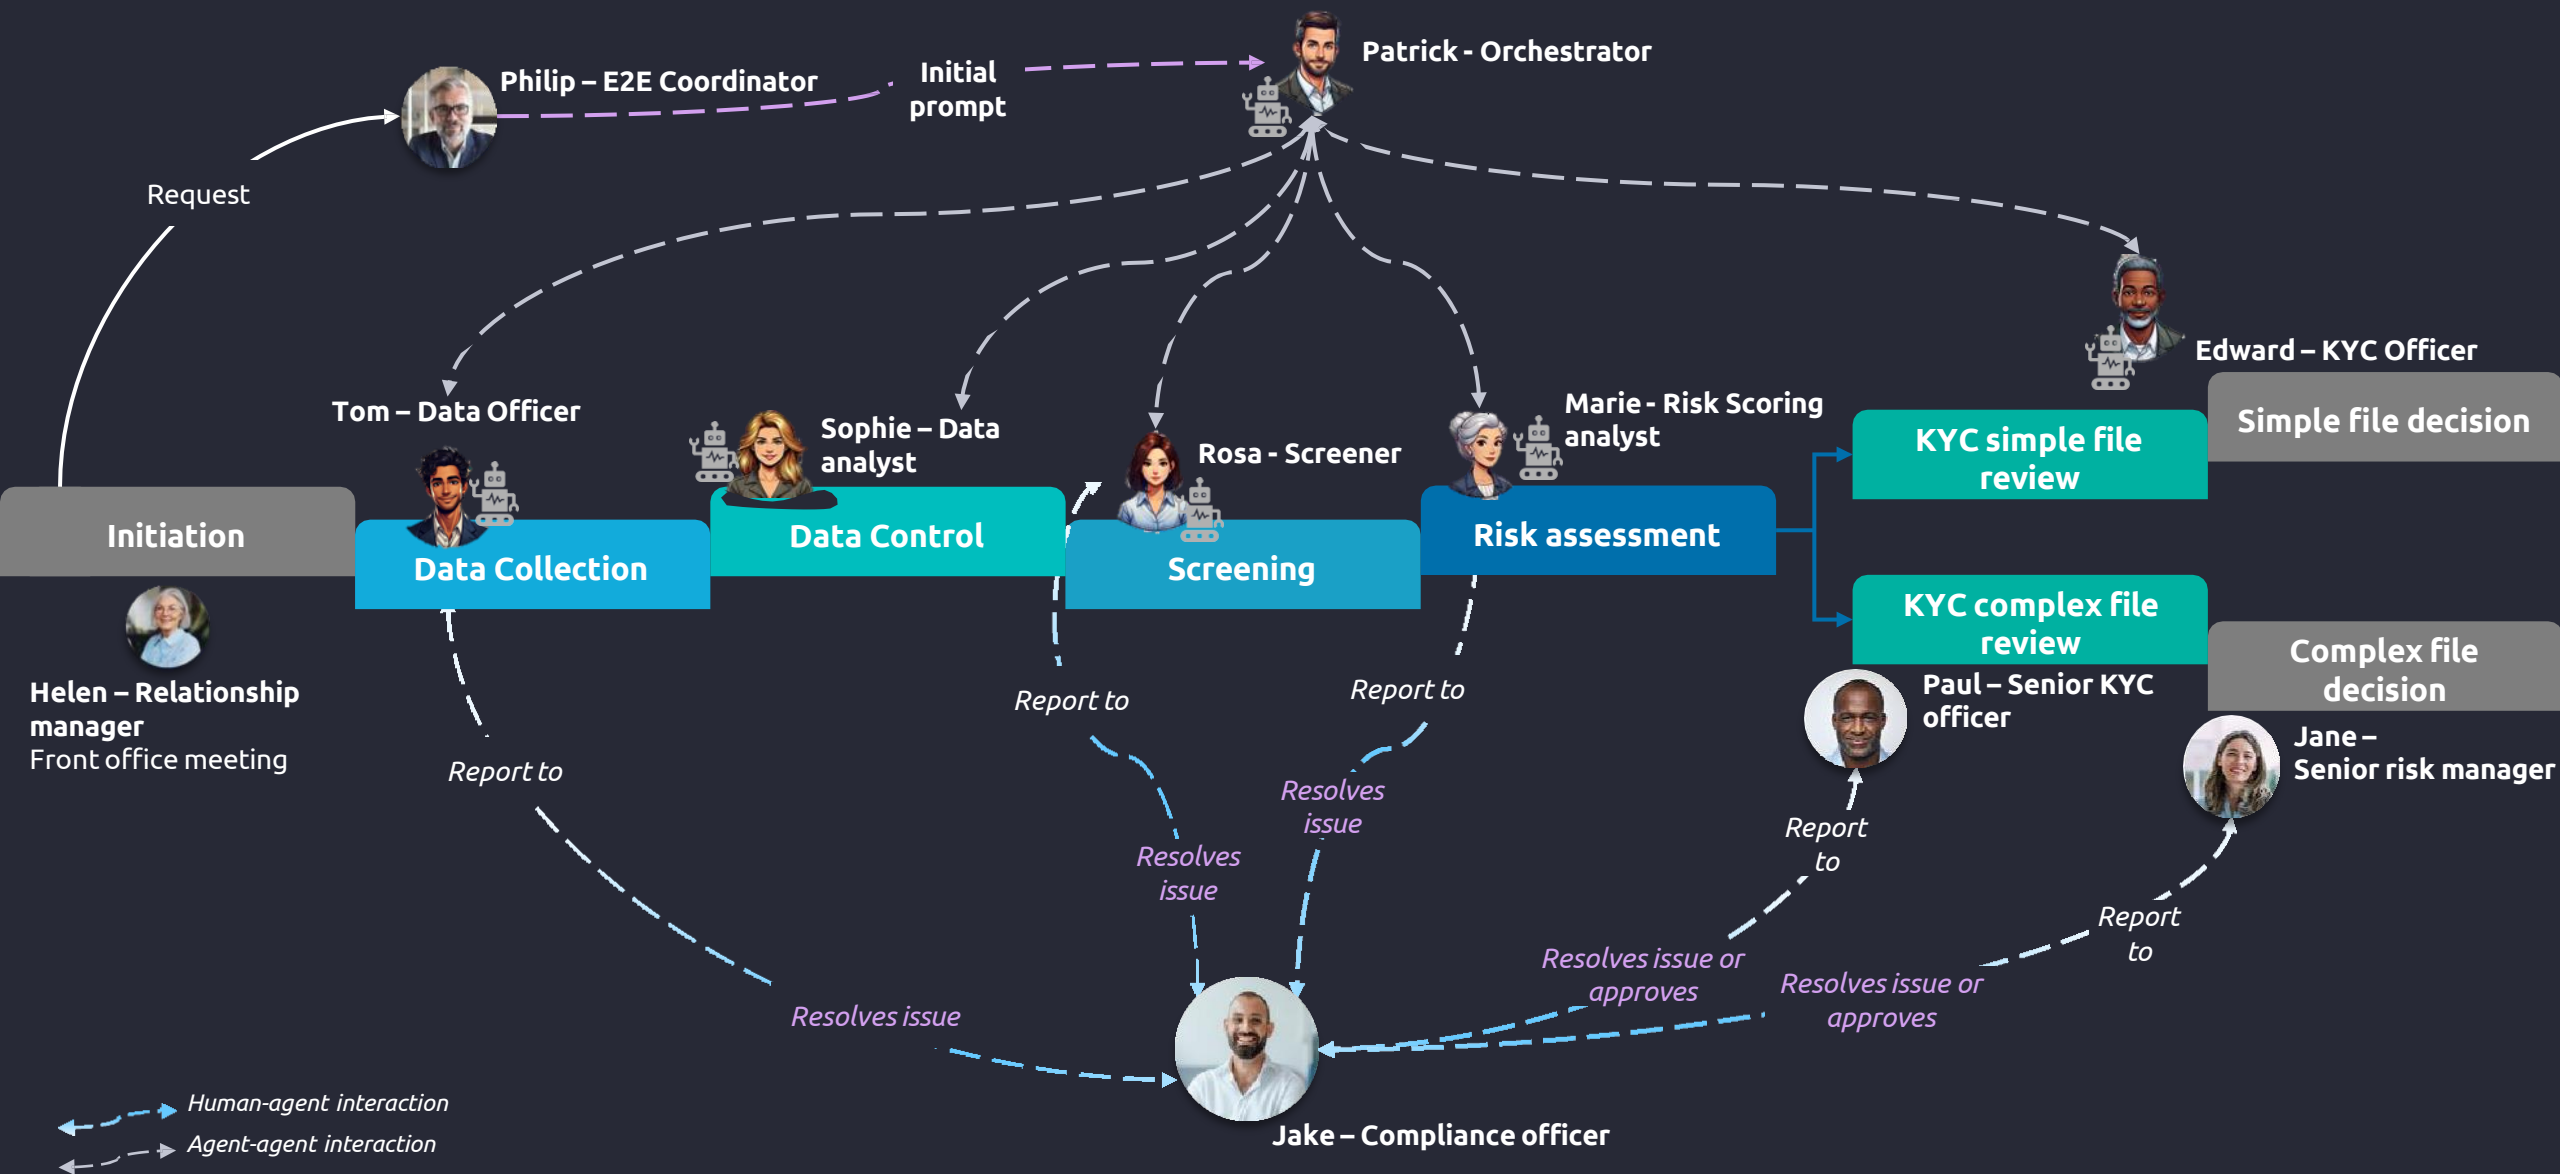 Philip – E2E Coordinator
Initial
prompt
Patrick - Orchestrator
Request
Tom – Data Officer
Sophie – Data
analyst
Rosa - Screener
Marie - Risk Scoring
analyst
Edward – KYC Officer
Initiation
Data Collection
Data Control
Screening
Risk assessment
KYC simple file
review
Simple file decision
KYC complex file
review
Complex file
decision
Helen – Relationship
manager
Front office meeting
Paul – Senior KYC
officer
Jane –
Senior risk manager
Report to
Report to
Report to
Report
to
Report
to
Resolves issue
Resolves
issue
Resolves
issue
Resolves issue or
approves
Resolves issue or
approves
Jake – Compliance officer
Human-agent interaction
Agent-agent interaction